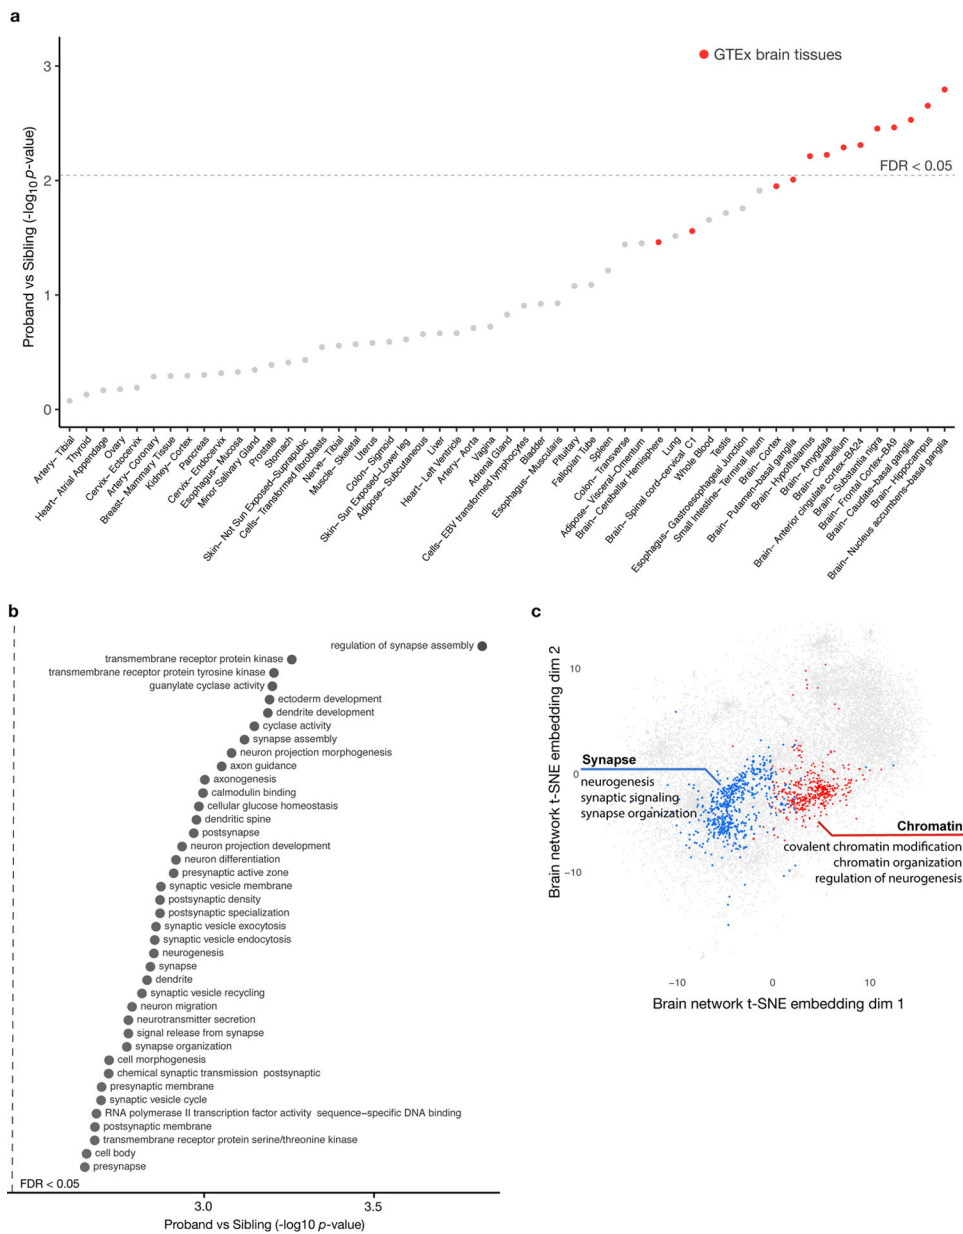 a
GTEx brain tissues
Proband vs Sibling (-log10 p-value)
3
2
1
0
FDR < 0.05
Artery– Tibial
Thyroid
Heart– Atrial Appendage
Ovary
Cervix– Ectocervix
Artery– Coronary
Breast– Mammary Tissue
Kidney– Cortex
Pancreas
Cervix– Endocervix
Esophagus– Mucosa
Minor Salivary Gland
Prostate
Stomach
Skin– Not Sun Exposed–Suprapubic
Cells– Transformed fibroblasts
Nerve– Tibial
Muscle– Skeletal
Uterus
Colon– Sigmoid
Skin– Sun Exposed–Lower leg
Adipose– Subcutaneous
Liver
Heart– Left Ventricle
Artery– Aorta
Vagina
Adrenal Gland
Cells– EBV transformed lymphocytes
Bladder
Esophagus– Muscularis
Pituitary
Fallopian Tube
Spleen
Colon– Transverse
Adipose– Visceral–Omentum
Brain– Cerebellar Hemisphere
Lung
Brain– Spinal cord–cervical C1
Whole Blood
Testis
Esophagus– Gastroesophageal Junction
Small Intestine– Terminal Ileum
Brain– Cortex
Brain– Putamen–basal ganglia
Brain– Hypothalamus
Brain– Amygdala
Brain– Cerebellum
Brain– Anterior cingulate cortex–BA24
Brain– Substantia nigra
Brain– Frontal Cortex–BA9
Brain– Caudate–basal ganglia
Brain– Hippocampus
Brain– Nucleus accumbens–basal ganglia
b
regulation of synapse assembly
transmembrane receptor protein kinase
transmembrane receptor protein tyrosine kinase
guanylate cyclase activity
ectoderm development
dendrite development
cyclase activity
synapse assembly
neuron projection morphogenesis
axon guidance
axonogenesis
calmodulin binding
cellular glucose homeostasis
dendritic spine
postsynapse
neuron projection development
neuron differentiation
presynaptic active zone
synaptic vesicle membrane
postsynaptic density
postsynaptic specialization
synaptic vesicle exocytosis
synaptic vesicle endocytosis
neurogenesis
synapse
dendrite
synaptic vesicle recycling
neuron migration
neurotransmitter secretion
signal release from synapse
synapse organization
cell morphogenesis
chemical synaptic transmission postsynaptic
presynaptic membrane
synaptic vesicle cycle
RNA polymerase II transcription factor activity sequence–specific DNA binding
postsynaptic membrane
transmembrane receptor protein serine/threonine kinase
cell body
presynapse
FDR < 0.05
3.0
3.5
Proband vs Sibling (-log10 p-value)
c
Brain network t-SNE embedding dim 2
10
0
–10
Synapse
neurogenesis
synaptic signaling
synapse organization
Chromatin
covalent chromatin modification
chromatin organization
regulation of neurogenesis
–10
0
10
Brain network t-SNE embedding dim 1